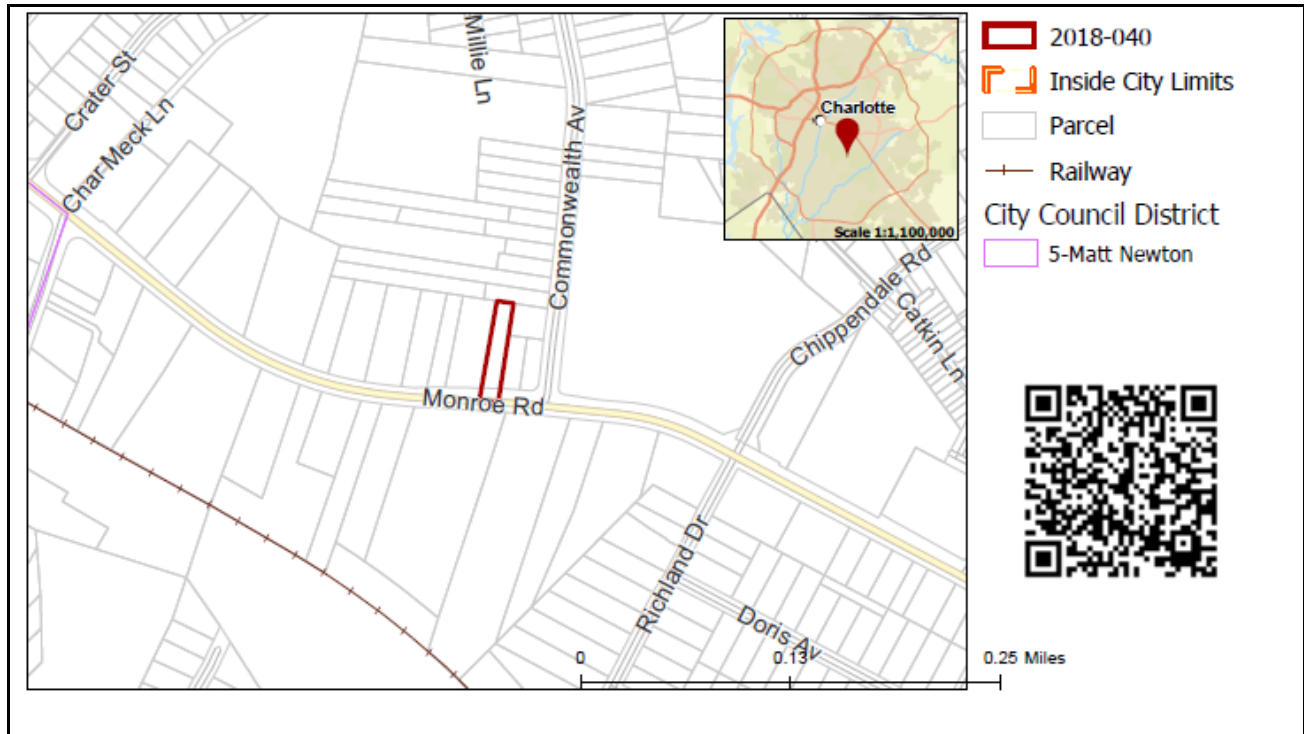 Crater St
Char Meck Ln
Millie Ln
Commonwealth Av
Monroe Rd
Chippendale Rd
Catkin Ln
Richland Dr
Doris Av
Charlotte
Scale 1:1,100,000
2018-040
Inside City Limits
Parcel
Railway
City Council District
5-Matt Newton
0
0.13
0.25 Miles